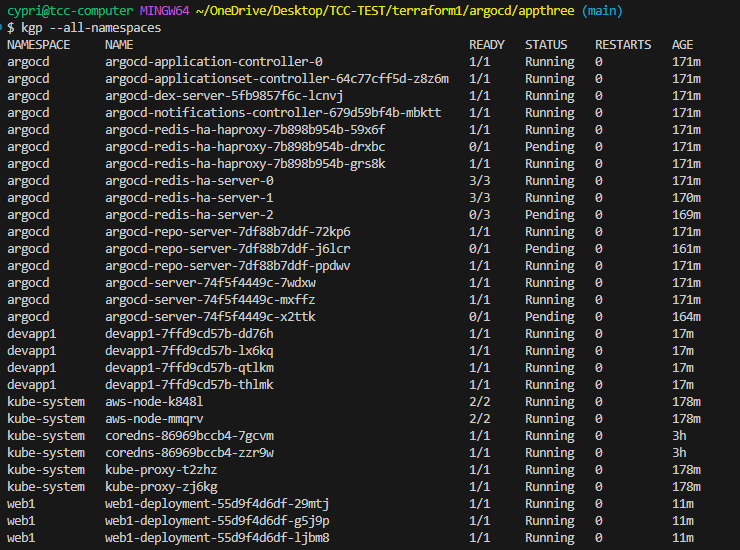 cypri@tcc-computer MINGW64 ~/OneDrive/Desktop/TCC-TEST/terraform1/argocd/appthree (main)
$ kgp --all-namespaces
NAMESPACE NAME READY STATUS RESTARTS AGE
argocd argocd-application-controller-0 1/1 Running 0 171m
argocd argocd-applicationset-controller-64c77cff5d-z8z6m 1/1 Running 0 171m
argocd argocd-dex-server-5fb9857f6c-lcnvj 1/1 Running 0 171m
argocd argocd-notifications-controller-679d59bf4b-mbktt 1/1 Running 0 171m
argocd argocd-redis-ha-haproxy-7b898b954b-59x6f 1/1 Running 0 171m
argocd argocd-redis-ha-haproxy-7b898b954b-drxbc 0/1 Pending 0 171m
argocd argocd-redis-ha-haproxy-7b898b954b-grs8k 1/1 Running 0 171m
argocd argocd-redis-ha-server-0 3/3 Running 0 171m
argocd argocd-redis-ha-server-1 3/3 Running 0 170m
argocd argocd-redis-ha-server-2 0/3 Pending 0 169m
argocd argocd-repo-server-7df88b7ddf-72kp6 1/1 Running 0 171m
argocd argocd-repo-server-7df88b7ddf-j6lcr 0/1 Pending 0 161m
argocd argocd-repo-server-7df88b7ddf-ppdwv 1/1 Running 0 171m
argocd argocd-server-74f5f4449c-7wdxw 1/1 Running 0 171m
argocd argocd-server-74f5f4449c-mxffz 1/1 Running 0 171m
argocd argocd-server-74f5f4449c-x2ttk 0/1 Pending 0 164m
devapp1 devapp1-7ffd9cd57b-dd76h 1/1 Running 0 17m
devapp1 devapp1-7ffd9cd57b-lx6kq 1/1 Running 0 17m
devapp1 devapp1-7ffd9cd57b-qtlkm 1/1 Running 0 17m
devapp1 devapp1-7ffd9cd57b-thlmk 1/1 Running 0 17m
kube-system aws-node-k848l 2/2 Running 0 178m
kube-system aws-node-mmqrv 2/2 Running 0 178m
kube-system coredns-86969bccb4-7gcvm 1/1 Running 0 3h
kube-system coredns-86969bccb4-zzr9w 1/1 Running 0 3h
kube-system kube-proxy-t2zhz 1/1 Running 0 178m
kube-system kube-proxy-zj6kg 1/1 Running 0 178m
web1 web1-deployment-55d9f4d6df-29mtj 1/1 Running 0 11m
web1 web1-deployment-55d9f4d6df-g5j9p 1/1 Running 0 11m
web1 web1-deployment-55d9f4d6df-ljbm8 1/1 Running 0 11m